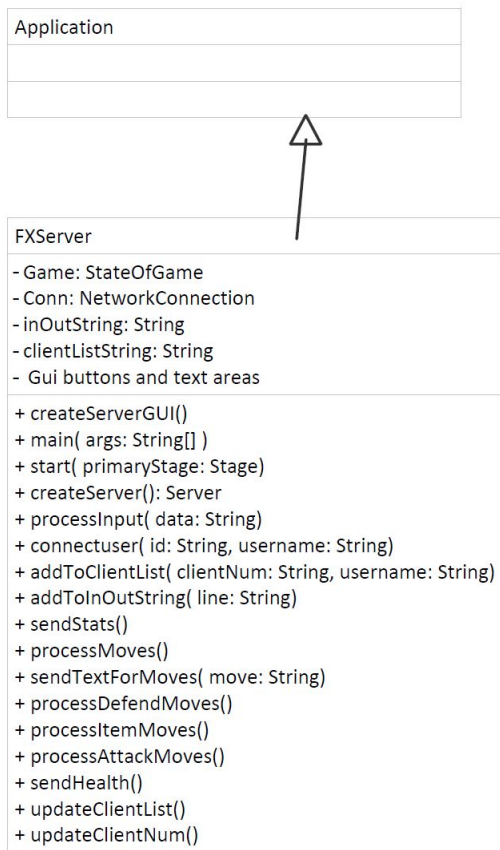 Application
FXServer
- Game: StateOfGame
- Conn: NetworkConnection
- inOutString: String
- clientListString: String
- Gui buttons and text areas
+ createServerGUI()
+ main( args: String[] )
+ start( primaryStage: Stage)
+ createServer(): Server
+ processInput( data: String)
+ connectuser( id: String, username: String)
+ addToClientList( clientNum: String, username: String)
+ addToInOutString( line: String)
+ sendStats()
+ processMoves()
+ sendTextForMoves( move: String)
+ processDefendMoves()
+ processItemMoves()
+ processAttackMoves()
+ sendHealth()
+ updateClientList()
+ updateClientNum()